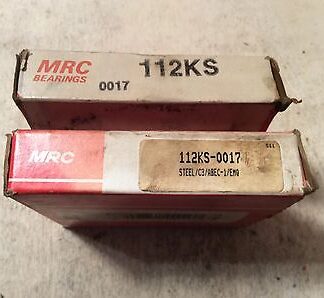 MRC 112KS
BEARINGS 0017
MRC
112KS-0017
STEEL/C3/ABEC-1/EMQ